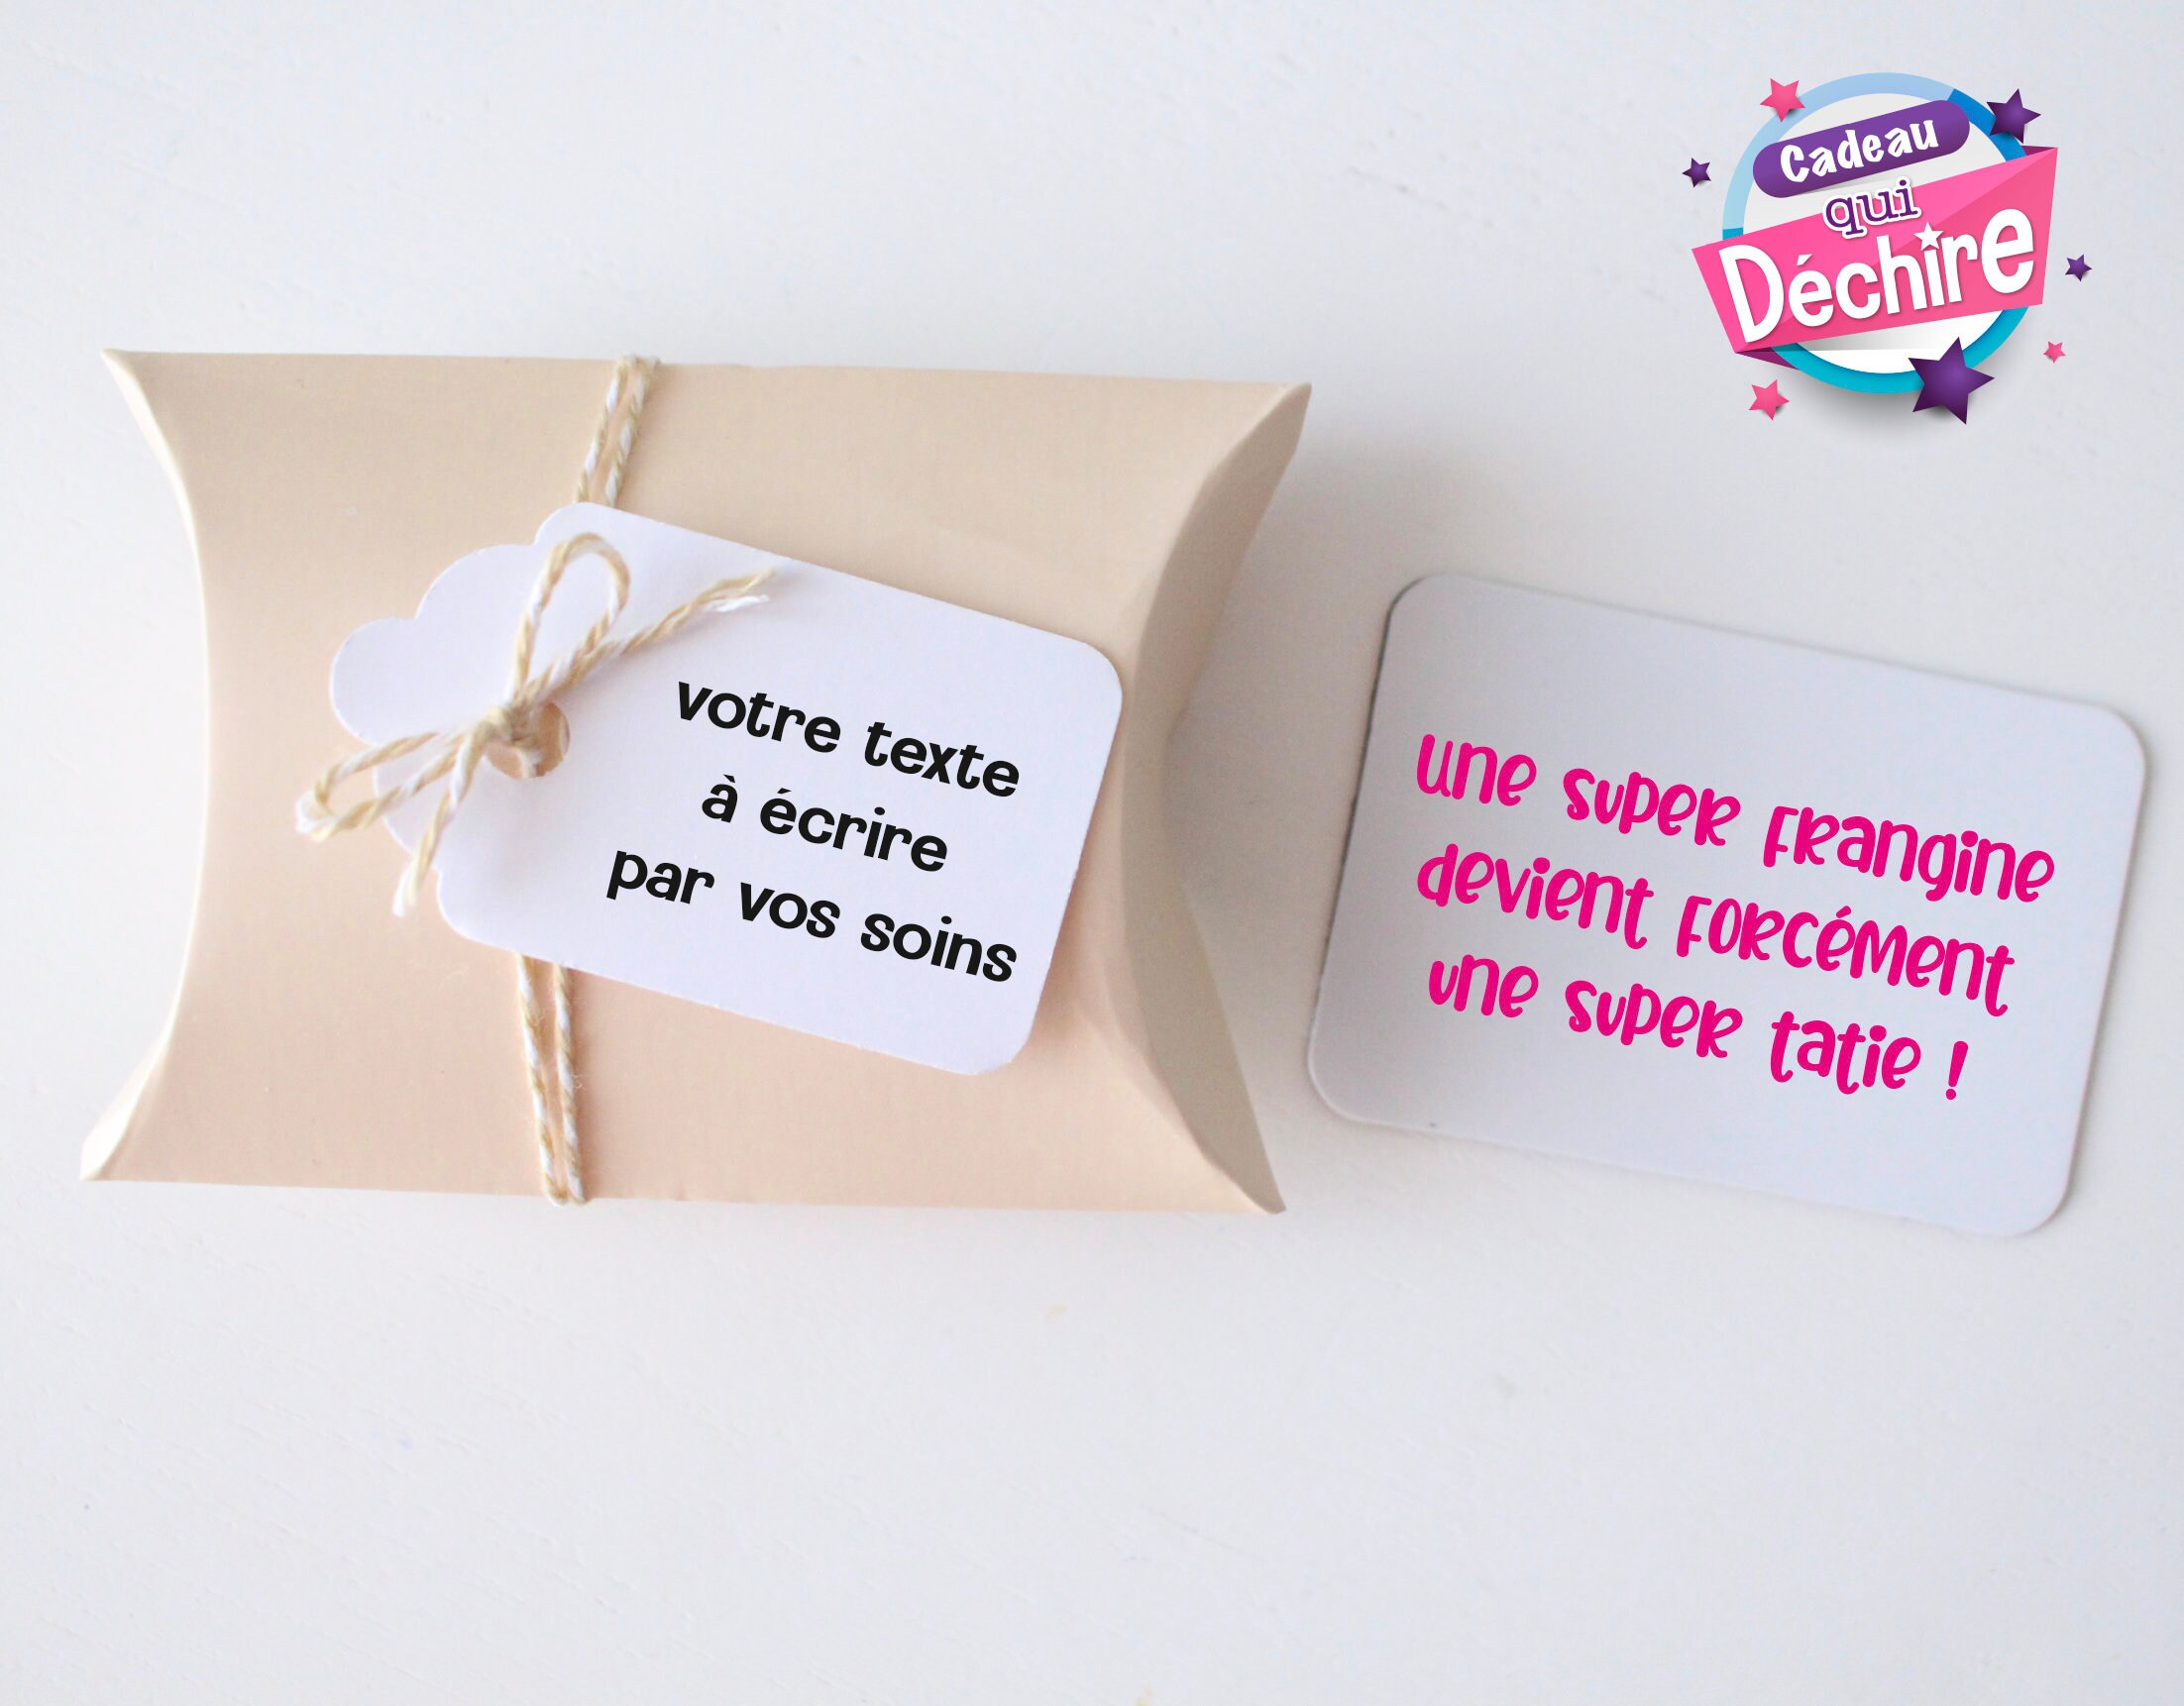 Cadeau
qui
Déchire
votre texte
à écrire
par vos soins
une super frangine
devient forcément
une super tatie !